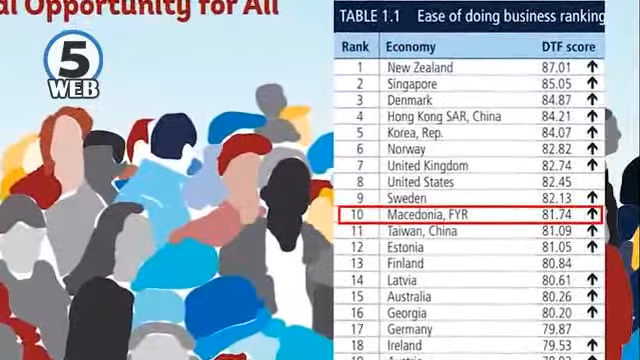 al Opportunity for All
5
WEB
TABLE 1.1 Ease of doing business ranking
Rank Economy DTF score
1 New Zealand 87.01 ↑
2 Singapore 85.05 ↑
3 Denmark 84.87 ↑
4 Hong Kong SAR, China 84.21 ↑
5 Korea, Rep. 84.07 ↑
6 Norway 82.82 ↑
7 United Kingdom 82.74 ↑
8 United States 82.45
9 Sweden 82.13 ↑
10 Macedonia, FYR 81.74 ↑
11 Taiwan, China 81.09 ↑
12 Estonia 81.05 ↑
13 Finland 80.84
14 Latvia 80.61 ↑
15 Australia 80.26 ↑
16 Georgia 80.20 ↑
17 Germany 79.87
18 Ireland 79.53 ↑